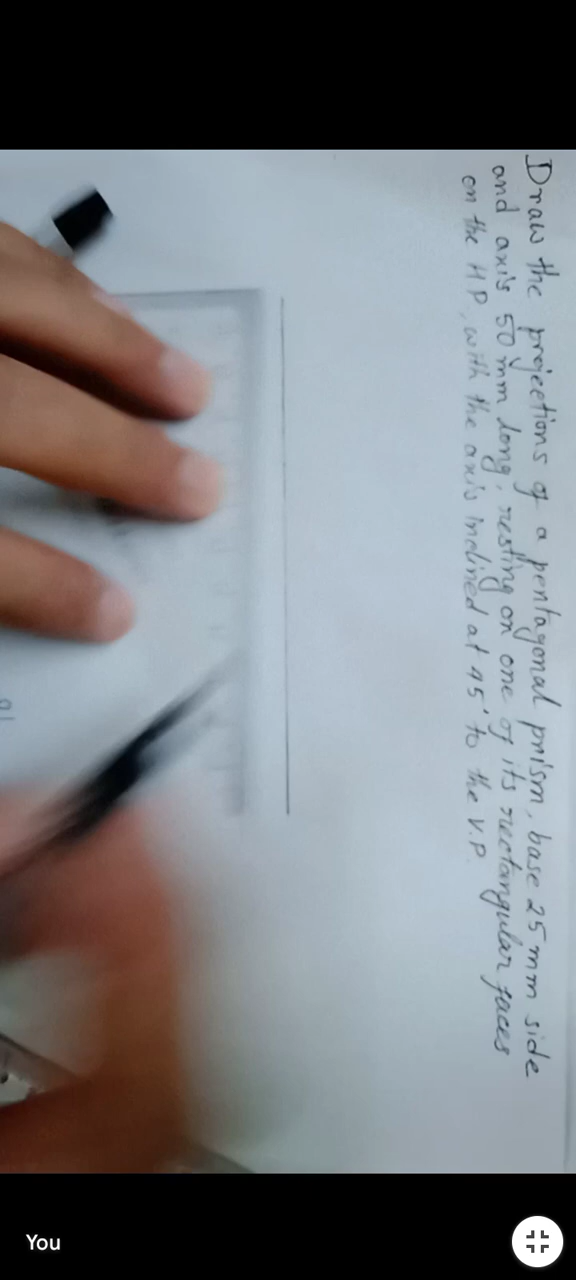 Draw the projections of a pentagonal prism, base 25 mm side
and axis 50 mm long, resting on one of its rectangular faces
on the HP, with the axis inclined at 45° to the V.P.
You